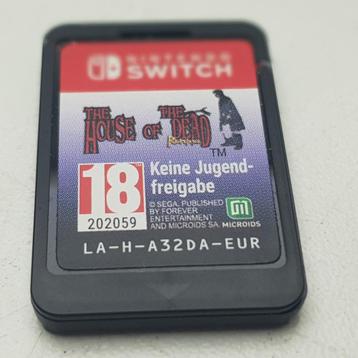 NINTENDO
SWITCH
THE HOUSE OF THE DEAD
Remake
TM
18
202059
Keine Jugend-
freigabe
© SEGA. PUBLISHED
BY FOREVER
ENTERTAINMENT
AND MICROIDS SA.
MICROIDS
LA-H-A32DA-EUR